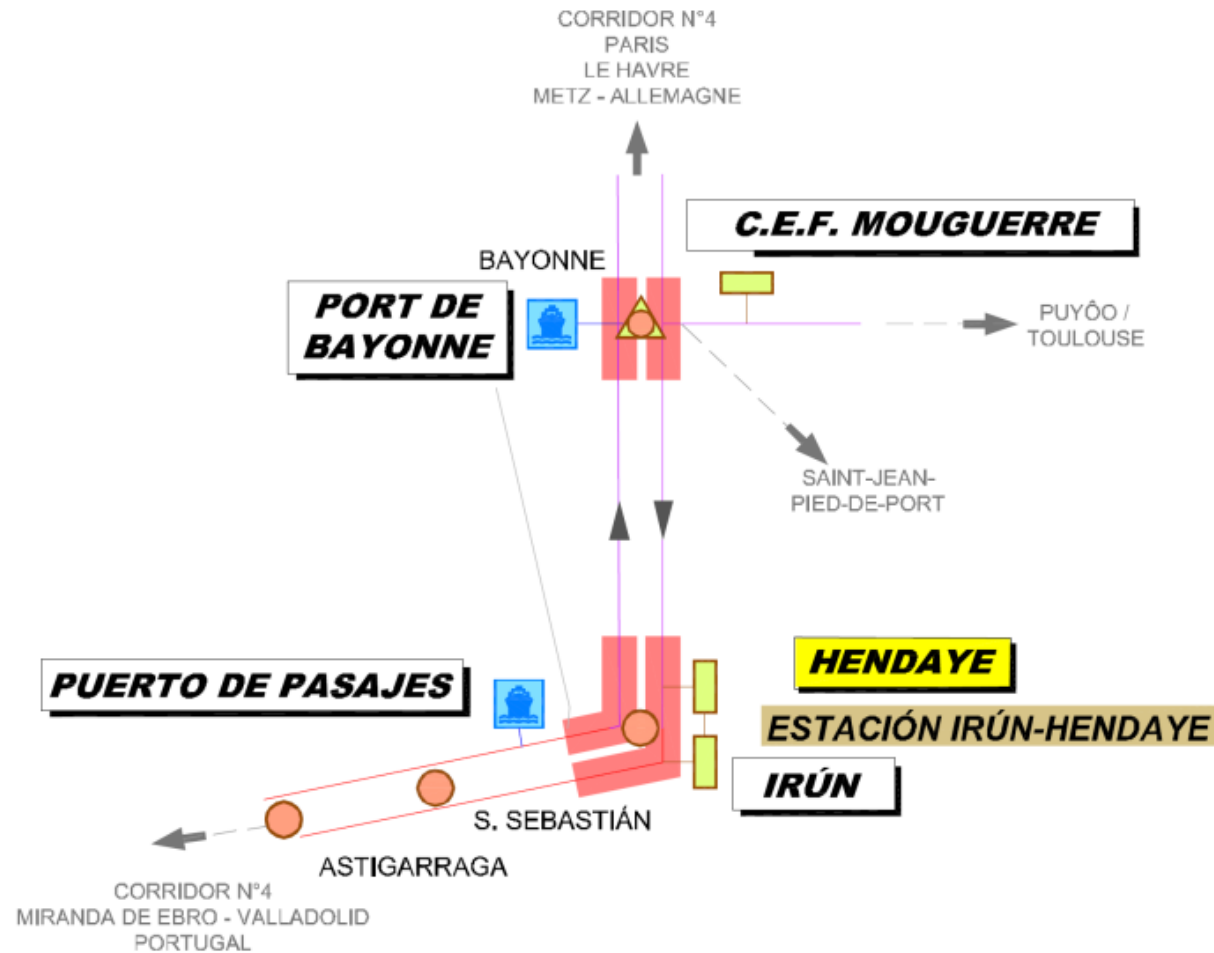 CORRIDOR N°4
PARIS
LE HAVRE
METZ - ALLEMAGNE
C.E.F. MOUGUERRE
BAYONNE
PORT DE
BAYONNE
PUYÔO /
TOULOUSE
SAINT-JEAN-
PIED-DE-PORT
HENDAYE
PUERTO DE PASAJES
ESTACIÓN IRÚN-HENDAYE
IRÚN
S. SEBASTIÁN
ASTIGARRAGA
CORRIDOR N°4
MIRANDA DE EBRO - VALLADOLID
PORTUGAL